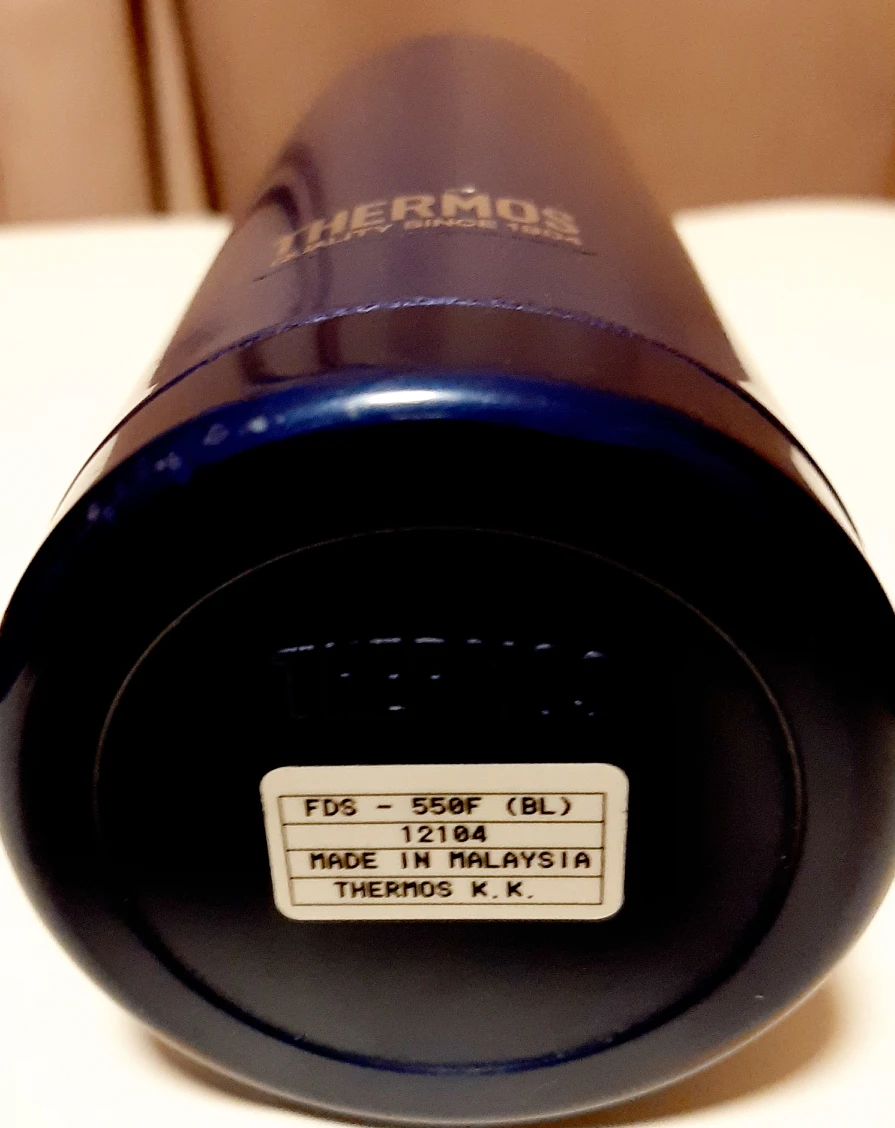 THERMOS
QUALITY SINCE 1904
FDS - 550F (BL)
12104
MADE IN MALAYSIA
THERMOS K.K.